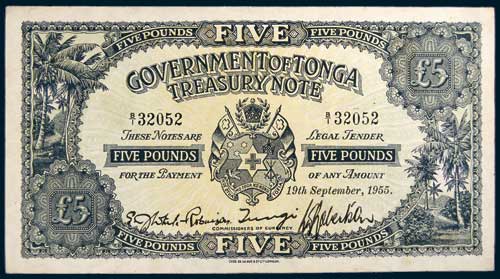 FIVE
FIVE POUNDS FIVE POUNDS
GOVERNMENT OF TONGA
TREASURY NOTE
£5
B/1 32052 B/1 32052
THESE NOTES ARE LEGAL TENDER
FIVE POUNDS FIVE POUNDS
FOR THE PAYMENT OF ANY AMOUNT
19th September, 1955.
£5
COMMISSIONERS OF CURRENCY
FIVE POUNDS FIVE POUNDS
FIVE